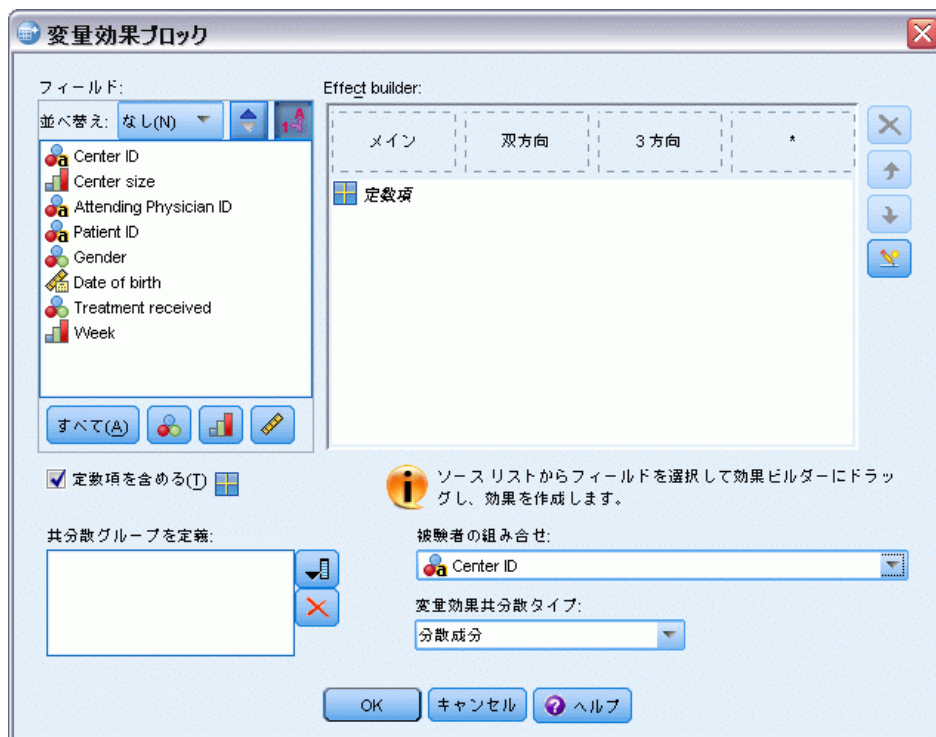 変量効果ブロック
フィールド:
並べ替え: なし(N)
Center ID
Center size
Attending Physician ID
Patient ID
Gender
Date of birth
Treatment received
Week
すべて(A)
Effect builder:
メイン
双方向
3 方向
*
定数項
定数項を含める(T)
ソース リストからフィールドを選択して効果ビルダーにドラッ
グし、効果を作成します。
共分散グループを定義:
被験者の組み合せ:
Center ID
変量効果共分散タイプ:
分散成分
OK
キャンセル
ヘルプ